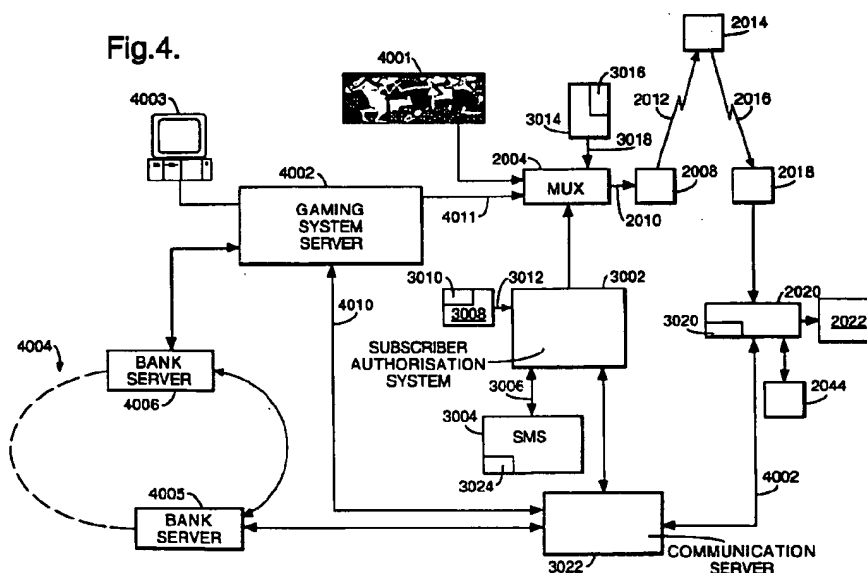 Fig.4.
4001
4003
4002
GAMING
SYSTEM
SERVER
4011
3016
3014
3018
2004
MUX
2010
2008
2012
2014
2016
2018
4010
3010
3008
3012
3002
SUBSCRIBER
AUTHORISATION
SYSTEM
3006
3004
SMS
3024
3020
2020
2022
2044
4002
4004
BANK
SERVER
4006
4005
BANK
SERVER
3022
COMMUNICATION
SERVER